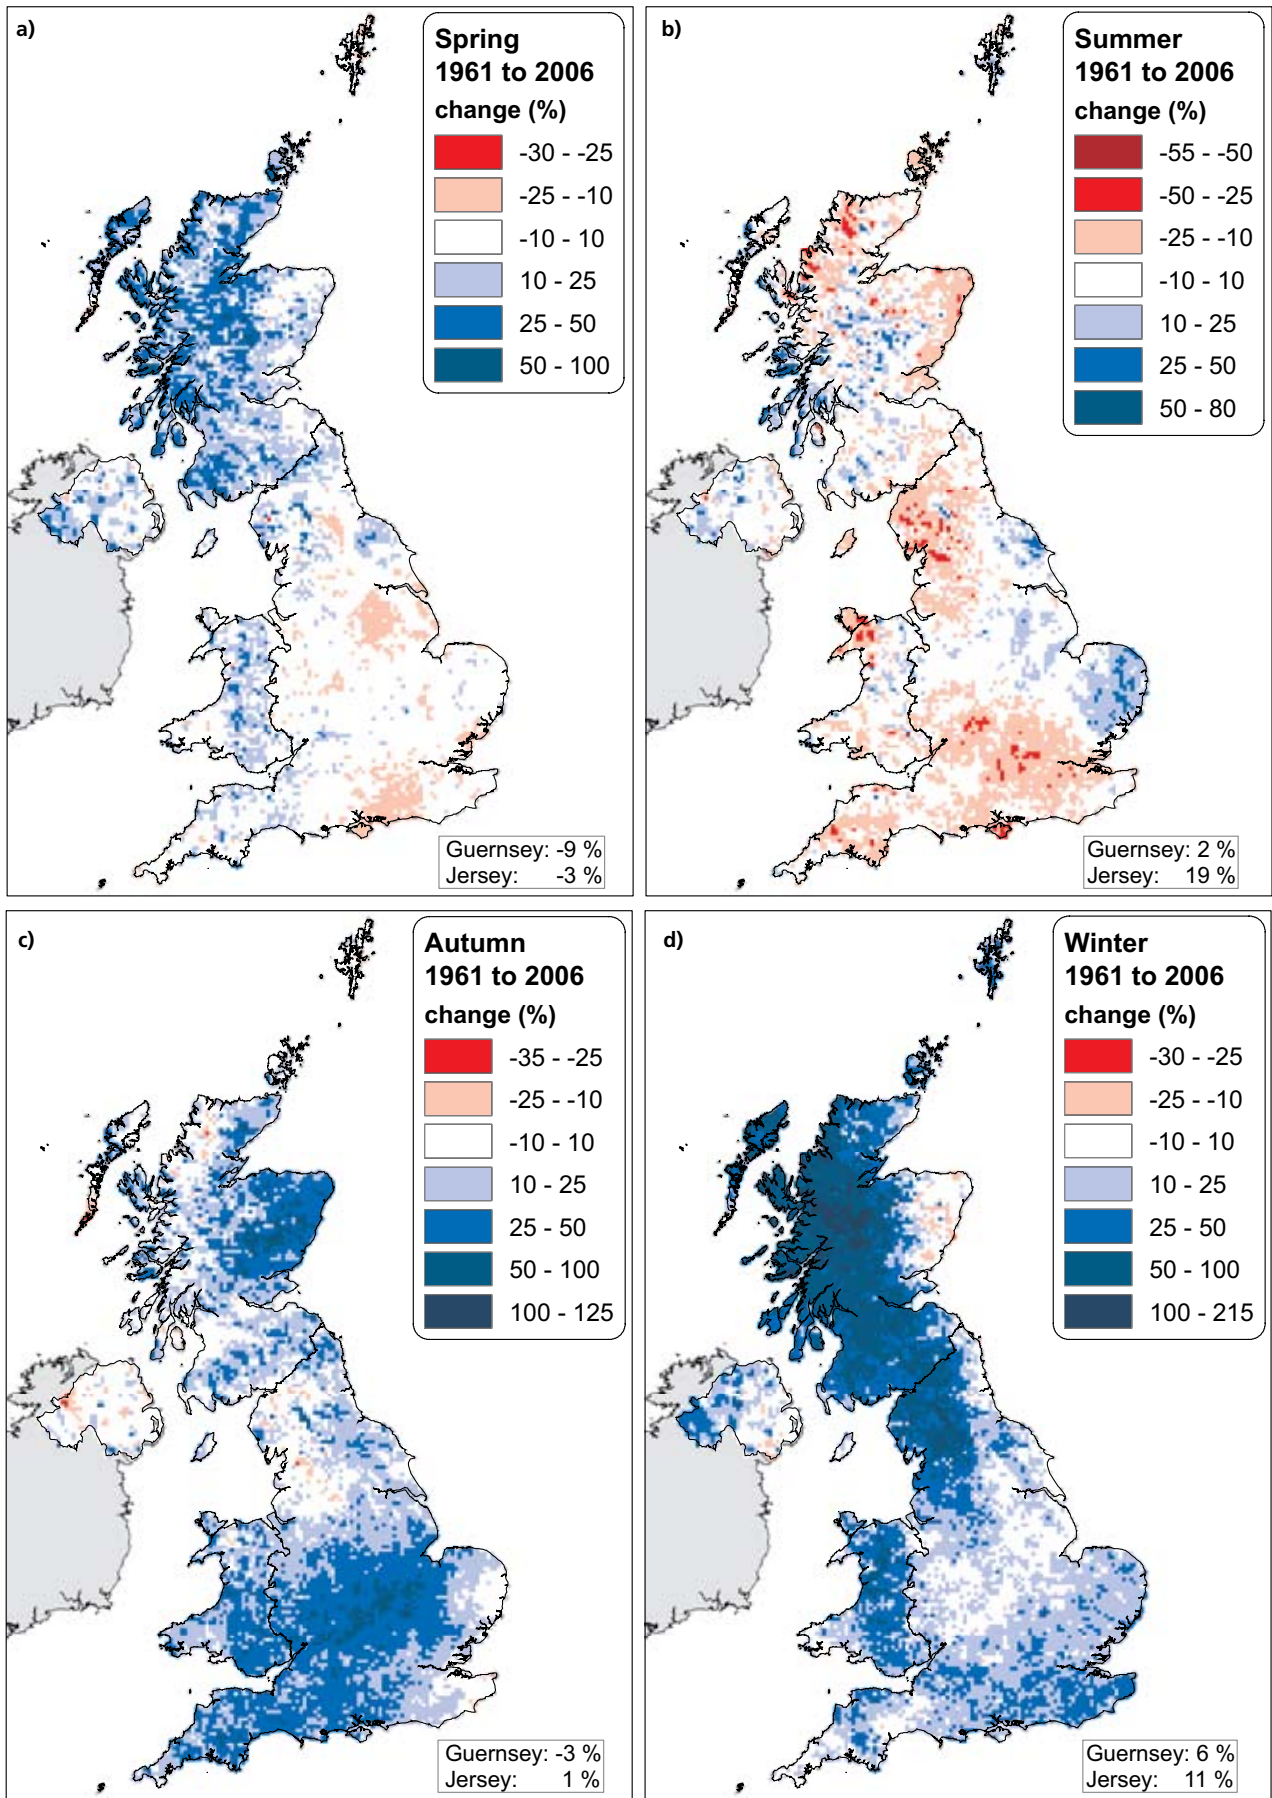 a)
Spring
1961 to 2006
change (%)
-30 - -25
-25 - -10
-10 - 10
10 - 25
25 - 50
50 - 100
Guernsey: -9 %
Jersey: -3 %
b)
Summer
1961 to 2006
change (%)
-55 - -50
-50 - -25
-25 - -10
-10 - 10
10 - 25
25 - 50
50 - 80
Guernsey: 2 %
Jersey: 19 %
c)
Autumn
1961 to 2006
change (%)
-35 - -25
-25 - -10
-10 - 10
10 - 25
25 - 50
50 - 100
100 - 125
Guernsey: -3 %
Jersey: 1 %
d)
Winter
1961 to 2006
change (%)
-30 - -25
-25 - -10
-10 - 10
10 - 25
25 - 50
50 - 100
100 - 215
Guernsey: 6 %
Jersey: 11 %